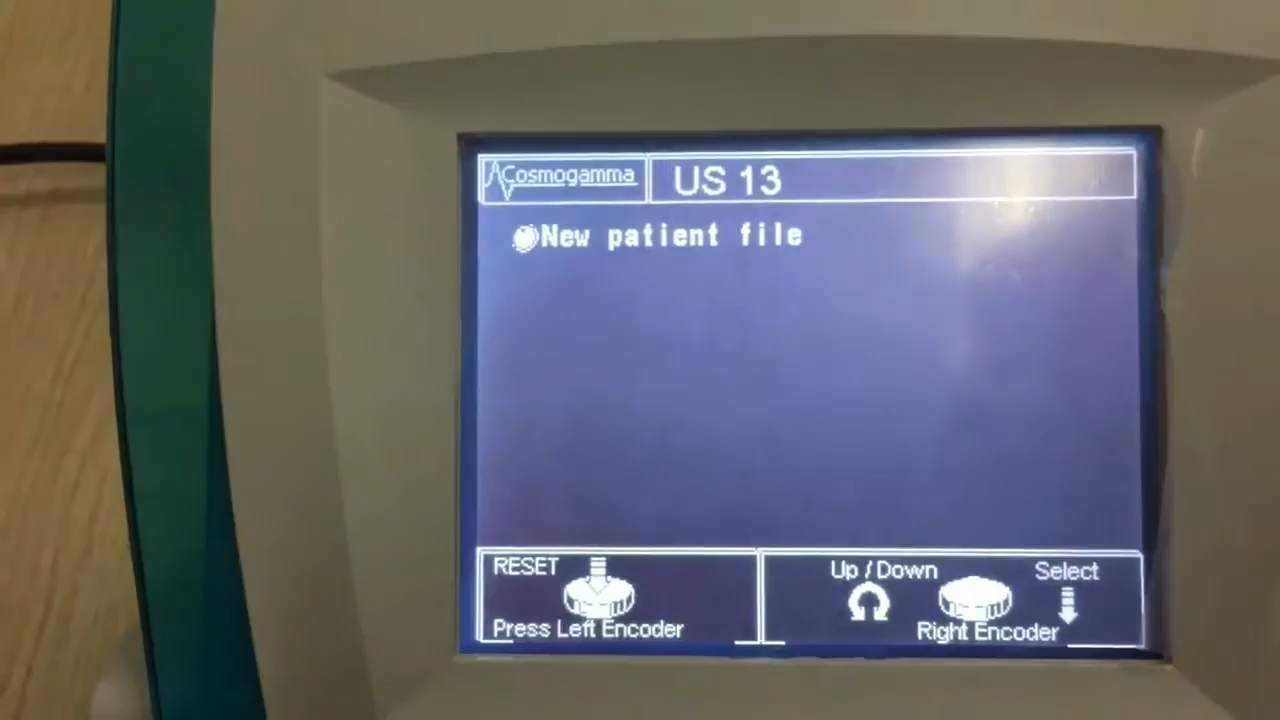 Cosmogamma
US 13
New patient file
RESET
Press Left Encoder
Up / Down
Select
Right Encoder